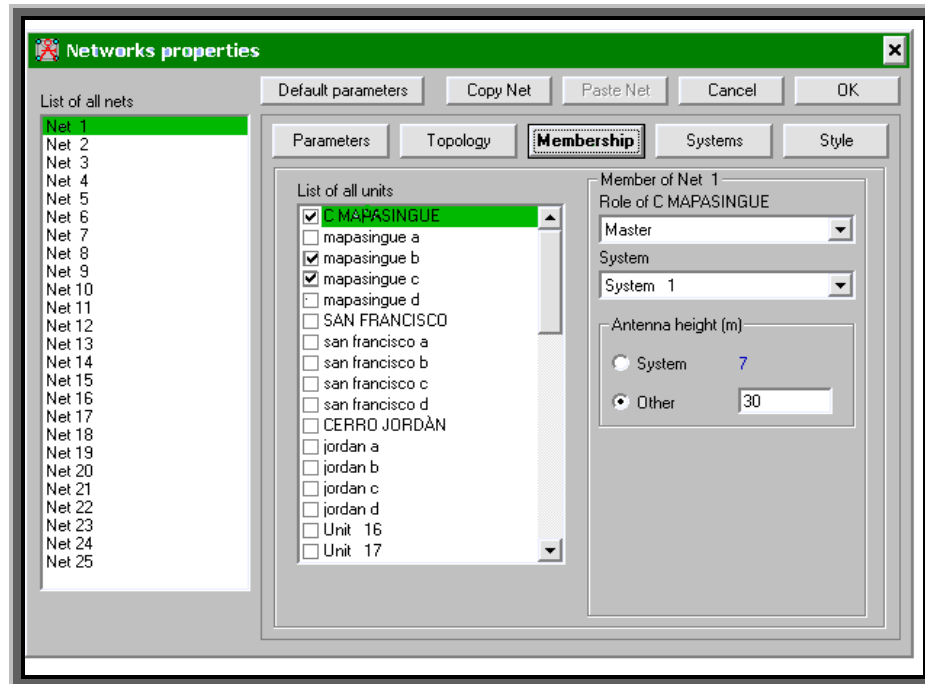 Networks properties
Default parameters
Copy Net
Paste Net
Cancel
OK
List of all nets
Net 1
Net 2
Net 3
Net 4
Net 5
Net 6
Net 7
Net 8
Net 9
Net 10
Net 11
Net 12
Net 13
Net 14
Net 15
Net 16
Net 17
Net 18
Net 19
Net 20
Net 21
Net 22
Net 23
Net 24
Net 25
Parameters
Topology
Membership
Systems
Style
List of all units
C MAPASINGUE
mapasingue a
mapasingue b
mapasingue c
mapasingue d
SAN FRANCISCO
san francisco a
san francisco b
san francisco c
san francisco d
CERRO JORDÀN
jordan a
jordan b
jordan c
jordan d
Unit 16
Unit 17
Member of Net 1
Role of C MAPASINGUE
Master
System
System 1
Antenna height (m)
System 7
Other 30